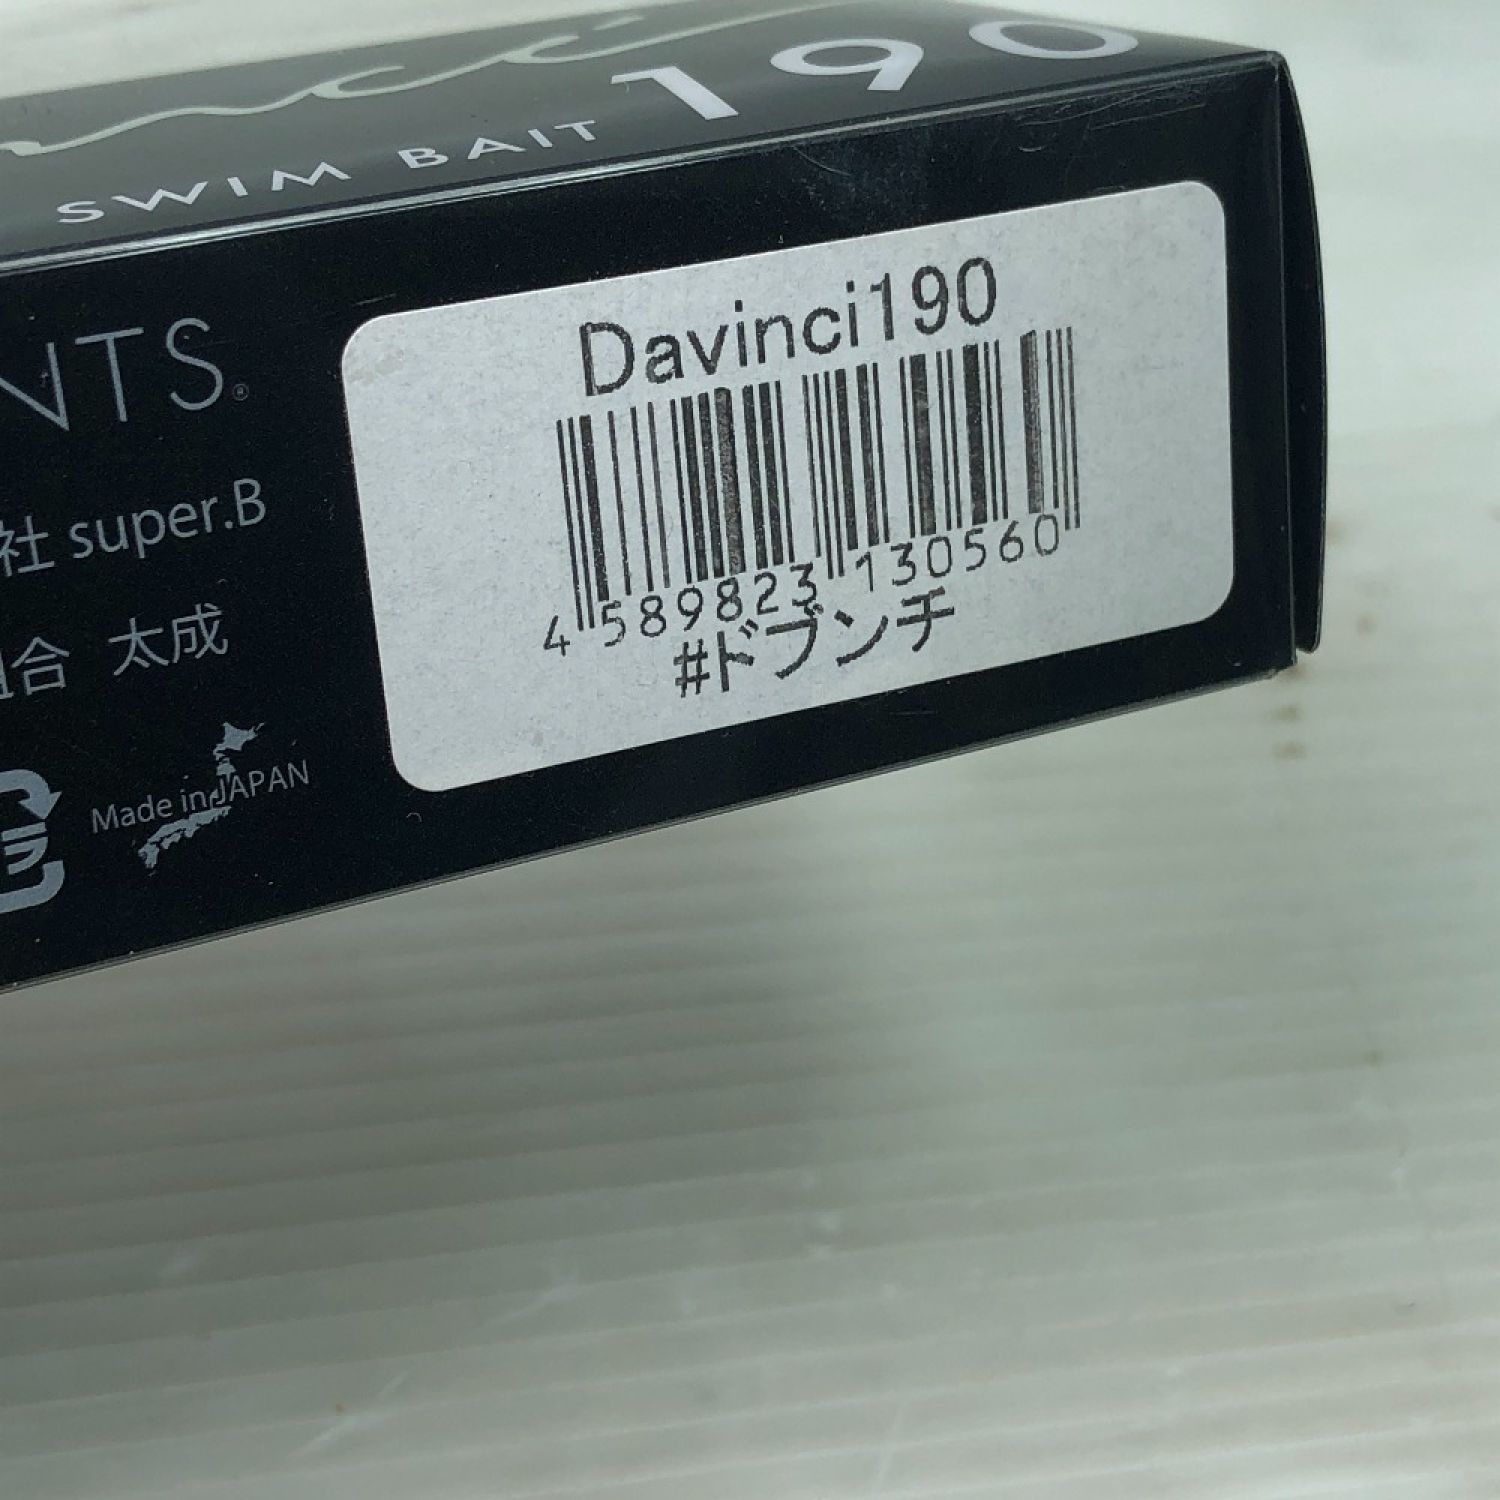 SWIM BAIT 190
NTS®
社 super.B
組合 太成
Made in JAPAN
Davinci190
4 589823 130560
#ドブンチ